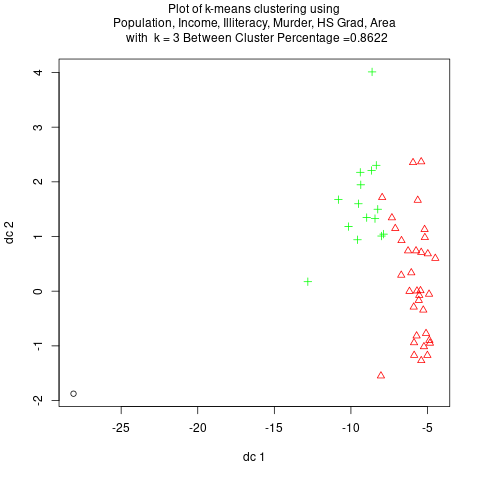 Plot of k-means clustering using
Population, Income, Illiteracy, Murder, HS Grad, Area
with k = 3 Between Cluster Percentage =0.8622
4
3
2
1
0
-1
-2
dc 2
-25
-20
-15
-10
-5
dc 1